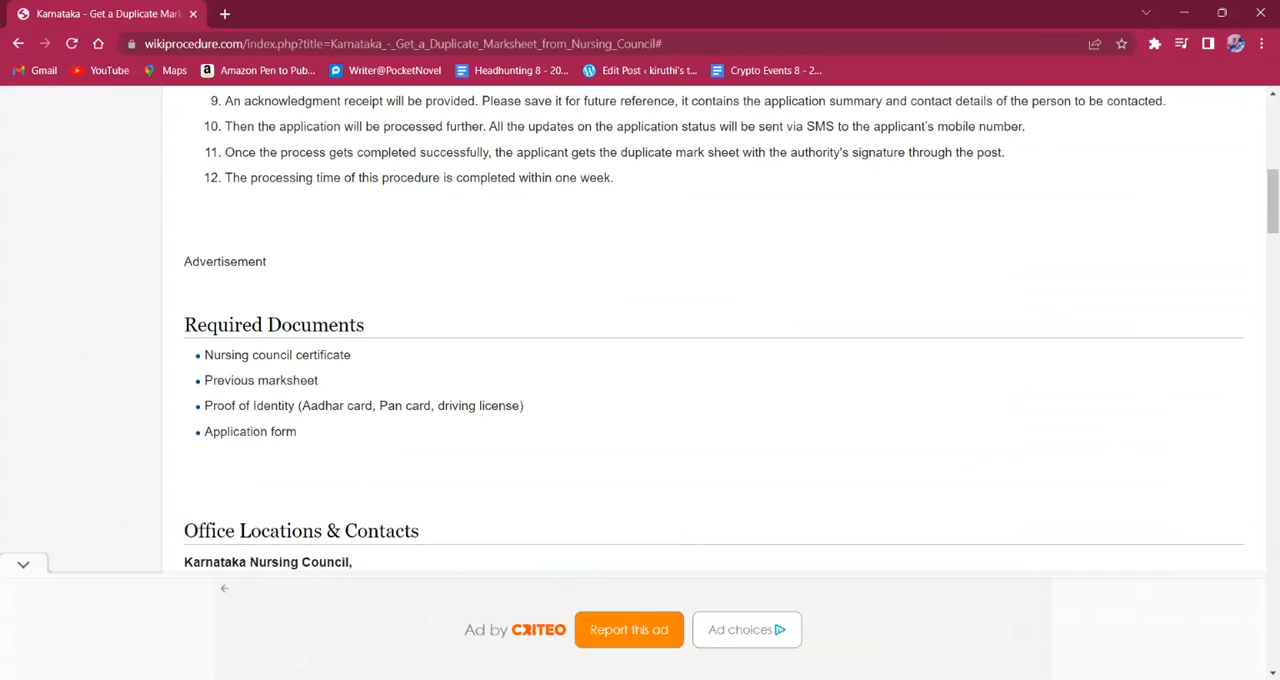 Karnataka - Get a Duplicate Mark
wikiprocedure.com/index.php?title=Karnataka_-_Get_a_Duplicate_Marksheet_from_Nursing_Council#
Gmail YouTube Maps Amazon Pen to Pub... Writer@PocketNovel Headhunting 8 - 20... Edit Post ‹ kiruthi's t... Crypto Events 8 - 2...
9. An acknowledgment receipt will be provided. Please save it for future reference, it contains the application summary and contact details of the person to be contacted.
10. Then the application will be processed further. All the updates on the application status will be sent via SMS to the applicant's mobile number.
11. Once the process gets completed successfully, the applicant gets the duplicate mark sheet with the authority's signature through the post.
12. The processing time of this procedure is completed within one week.
Advertisement
Required Documents
• Nursing council certificate
• Previous marksheet
• Proof of Identity (Aadhar card, Pan card, driving license)
• Application form
Office Locations & Contacts
Karnataka Nursing Council,
Ad by CRITEO Report this ad Ad choices